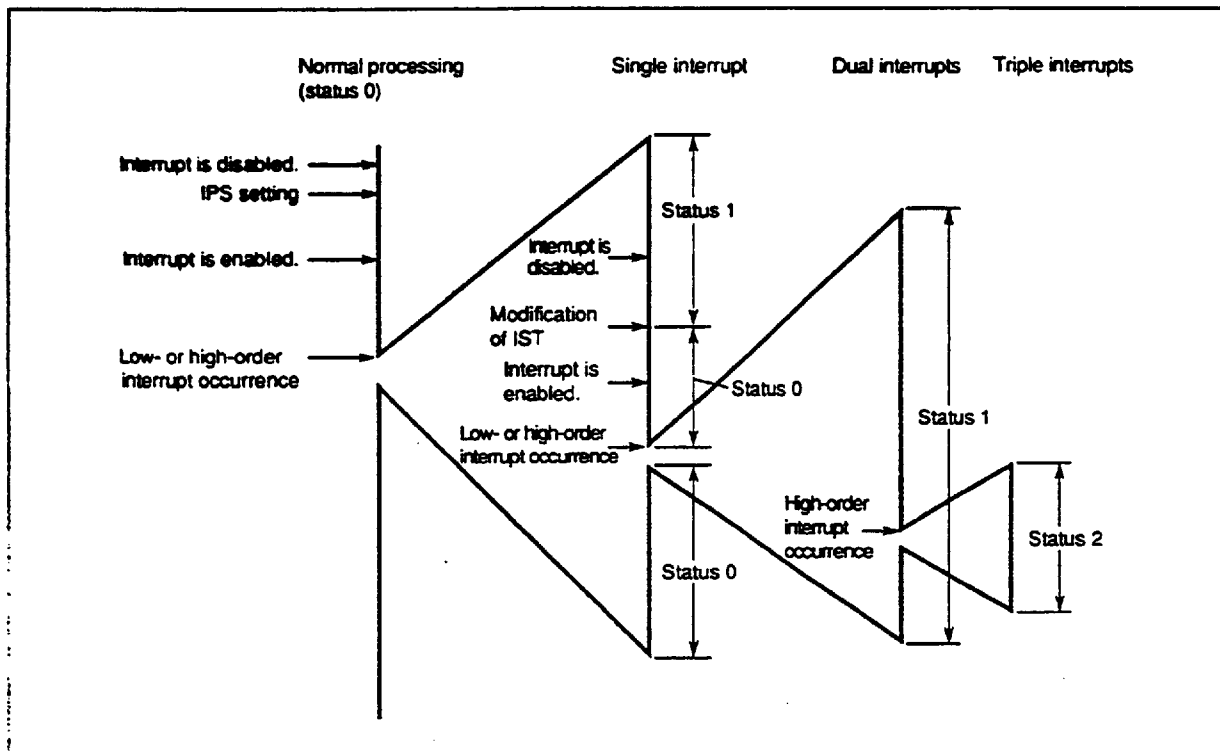 Normal processing
(status 0)
Single interrupt
Dual interrupts
Triple interrupts
Interrupt is disabled.
IPS setting
Interrupt is enabled.
Low- or high-order
interrupt occurrence
Status 1
Interrupt is
disabled.
Modification
of IST
Interrupt is
enabled.
Status 0
Low- or high-order
interrupt occurrence
Status 0
Status 1
High-order
interrupt
occurrence
Status 2